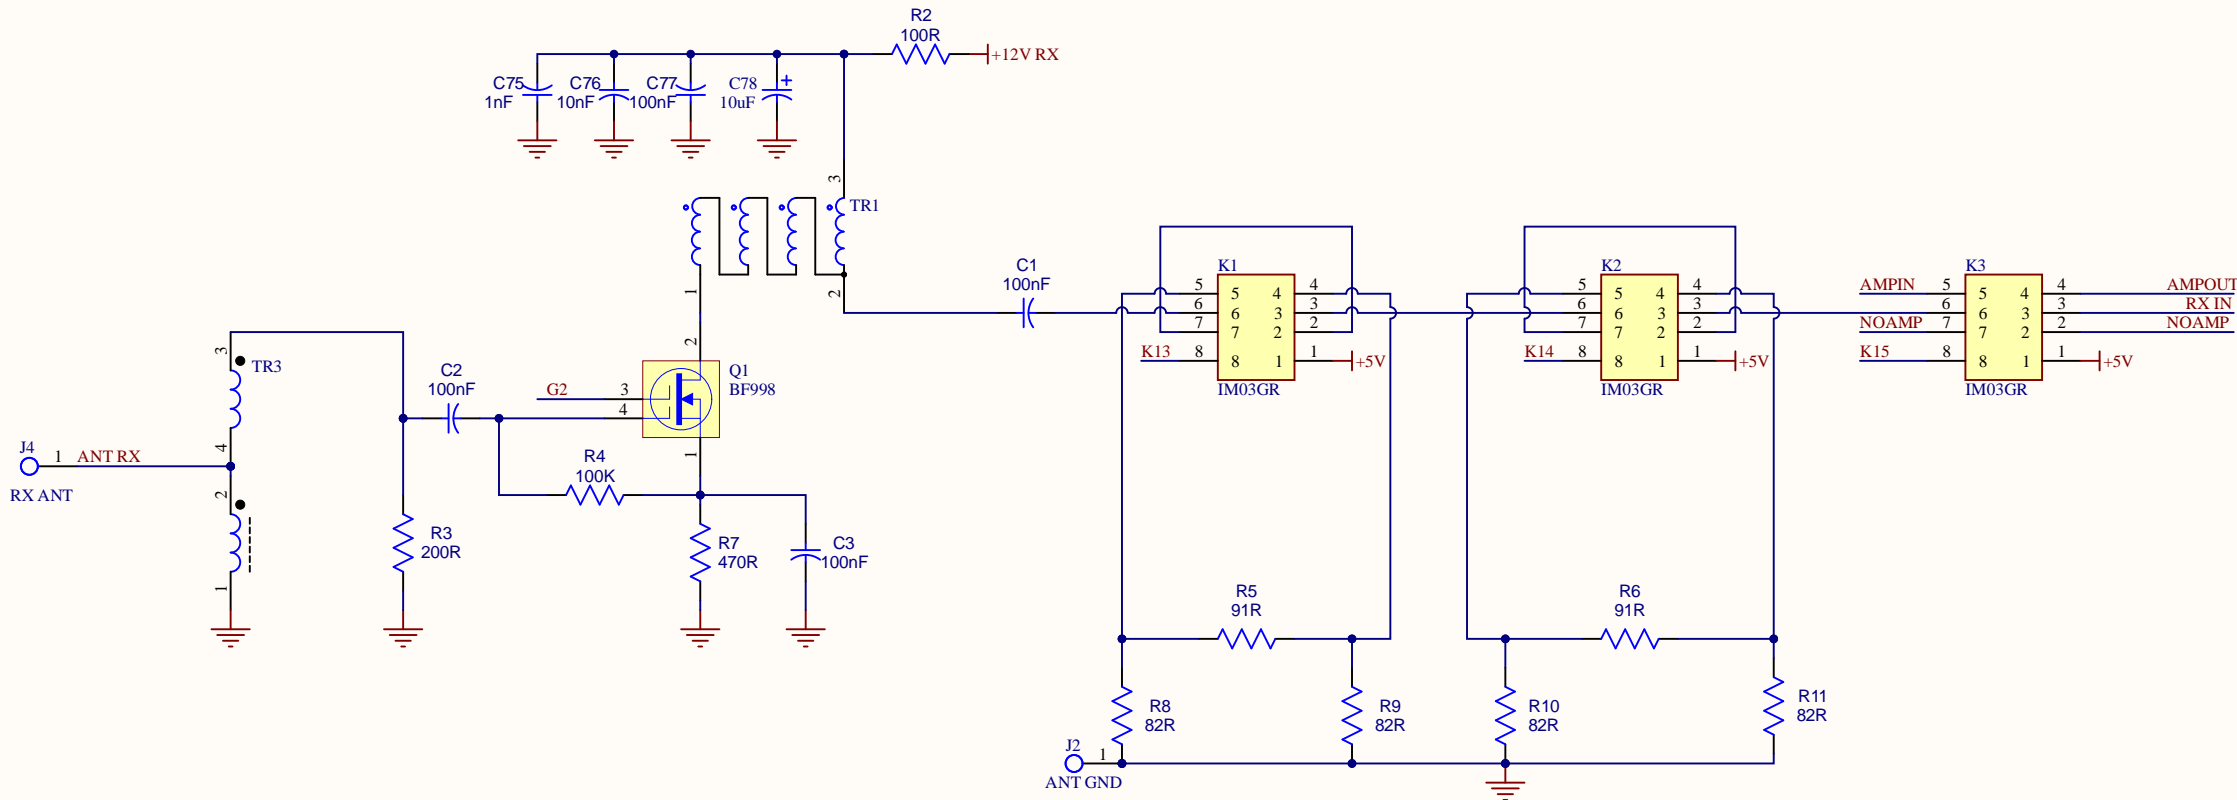 R2
100R
+12V RX
C75
1nF
C76
10nF
C77
100nF
C78
+
10uF
3
TR1
2
1
2
Q1
BF998
G2
3
4
1
3
TR3
4
2
1
J4
1
ANT RX
RX ANT
C2
100nF
R4
100K
R3
200R
R7
470R
C3
100nF
C1
100nF
K1
5 5 4 4
6 6 3 3
7 7 2 2
K13 8 8 1 1 +5V
IM03GR
K2
5 5 4 4
6 6 3 3
7 7 2 2
K14 8 8 1 1 +5V
IM03GR
K3
AMPIN 5 5 4 4 AMPOUT
6 6 3 3 RX IN
NOAMP 7 7 2 2 NOAMP
K15 8 8 1 1 +5V
IM03GR
R5
91R
R6
91R
R8
82R
R9
82R
R10
82R
R11
82R
J2
1
ANT GND